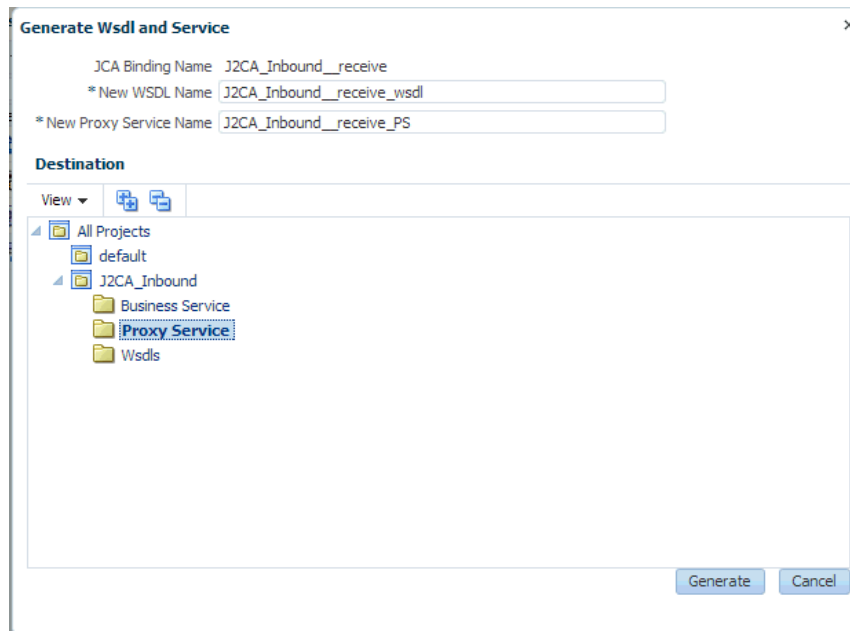 Generate Wsdl and Service
JCA Binding Name J2CA_Inbound__receive
* New WSDL Name J2CA_Inbound__receive_wsdl
* New Proxy Service Name J2CA_Inbound__receive_PS
Destination
View
All Projects
default
J2CA_Inbound
Business Service
Proxy Service
Wsdls
Generate Cancel